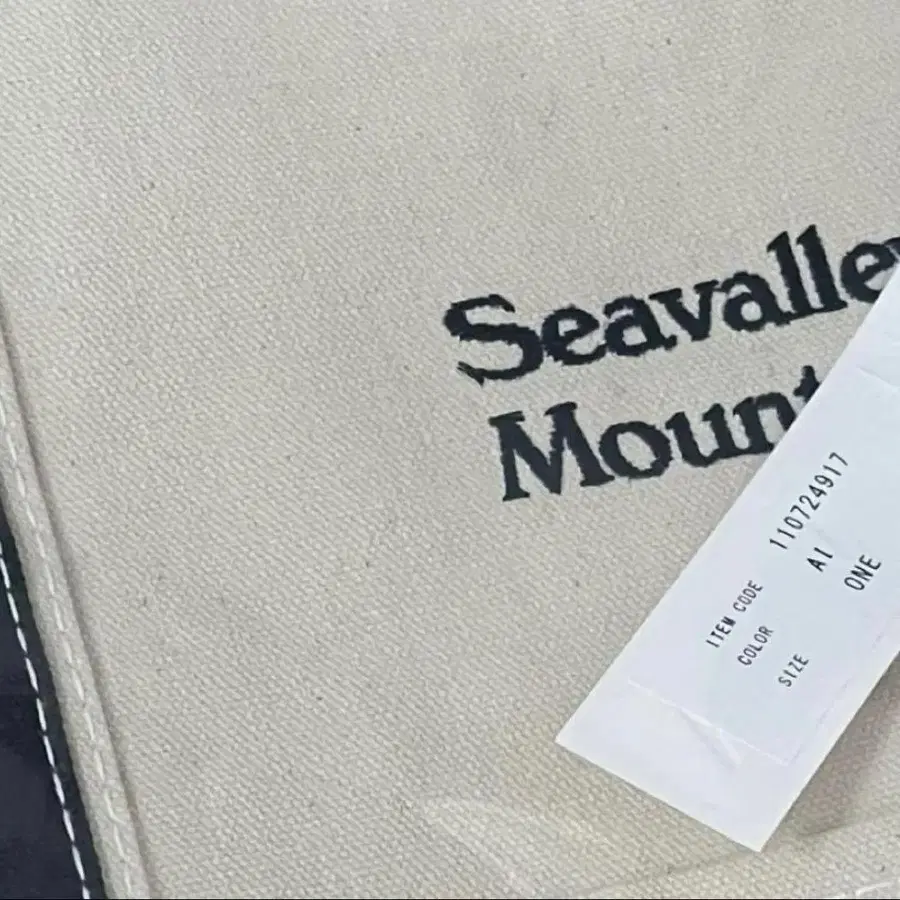 Seavalle
Mount
ITEM CODE 110724917
COLOR A1
SIZE ONE